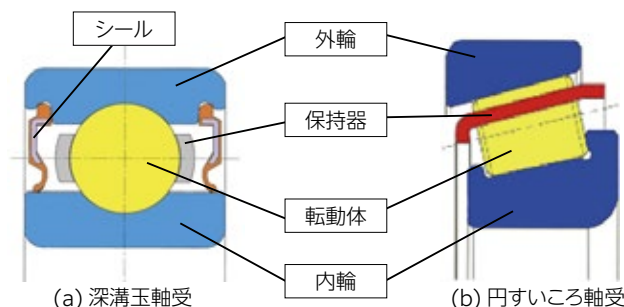 シール
外輪
保持器
転動体
内輪
(a) 深溝玉軸受
(b) 円すいころ軸受